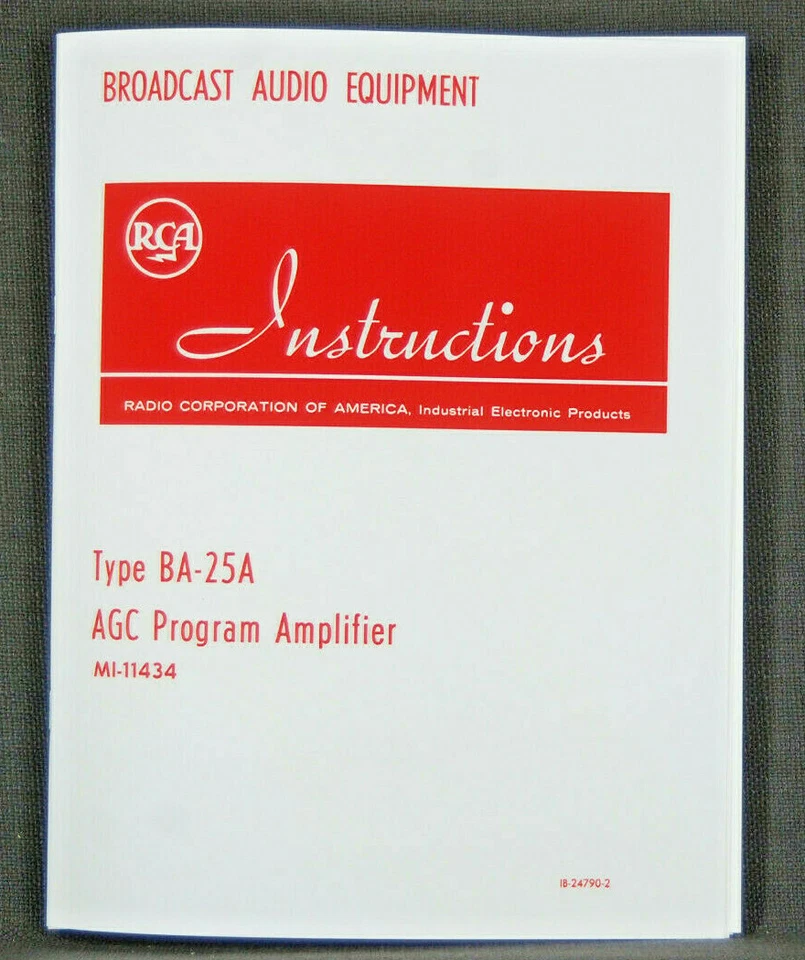 BROADCAST AUDIO EQUIPMENT
RCA
Instructions
RADIO CORPORATION OF AMERICA, Industrial Electronic Products
Type BA-25A
AGC Program Amplifier
MI-11434
IB-24790-2